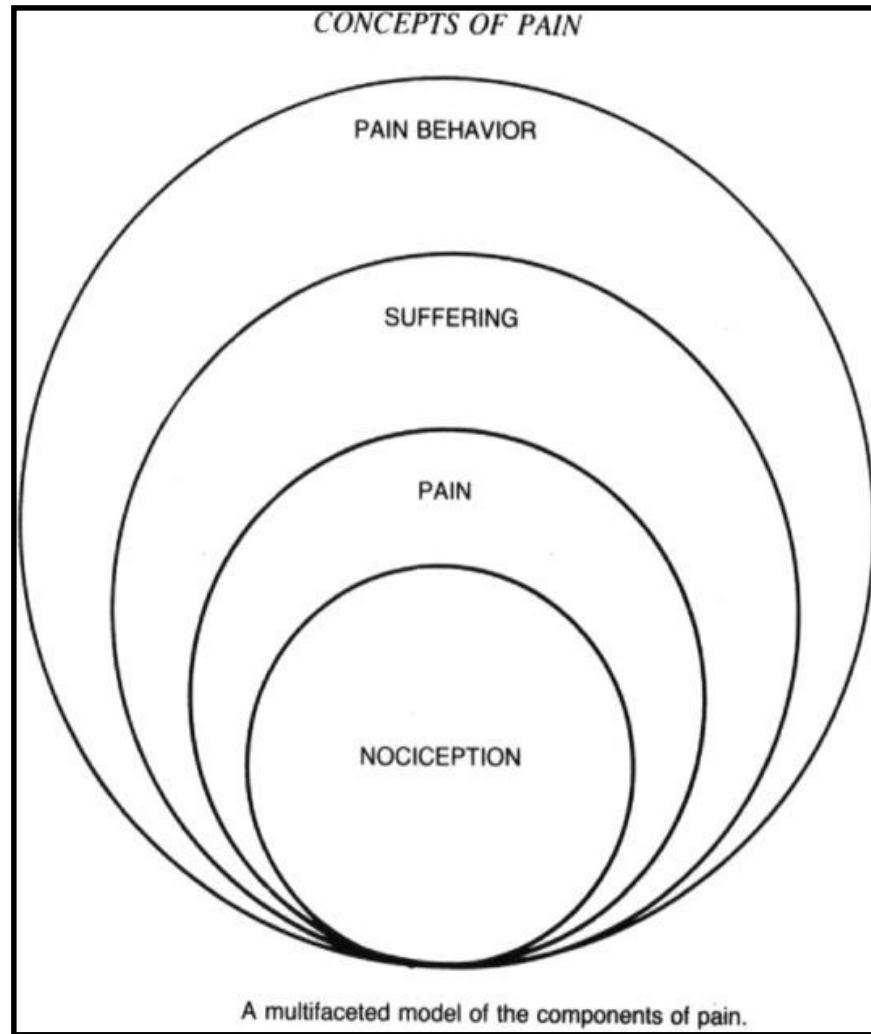 CONCEPTS OF PAIN
PAIN BEHAVIOR
SUFFERING
PAIN
NOCICEPTION
A multifaceted model of the components of pain.